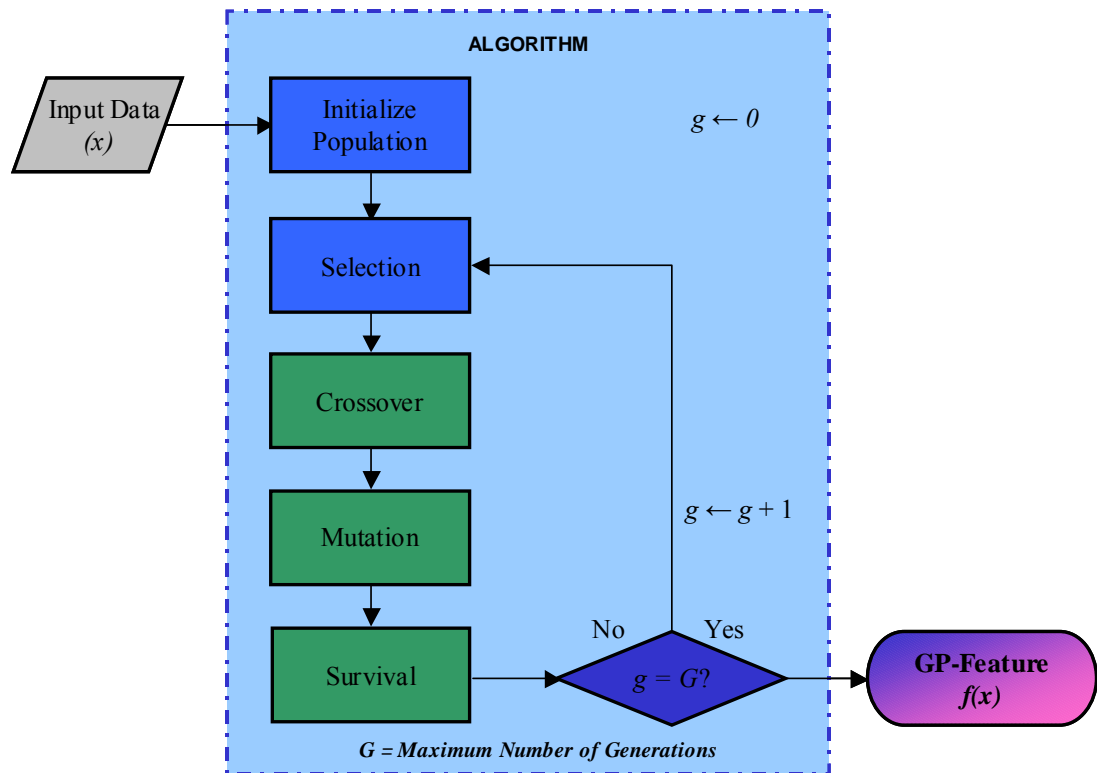 ALGORITHM
Input Data
(x)
Initialize
Population
g ← 0
Selection
Crossover
Mutation
g ← g + 1
Survival
No
Yes
g = G?
GP-Feature
f(x)
G = Maximum Number of Generations